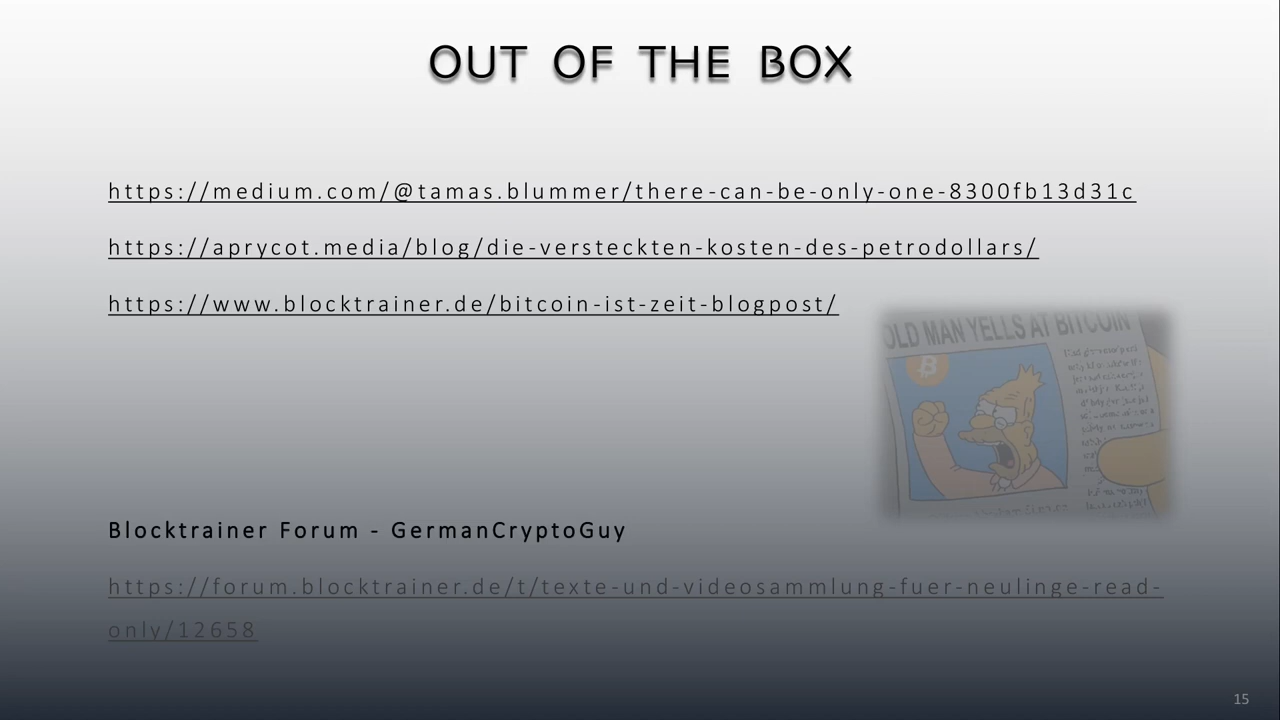 OUT OF THE BOX
https://medium.com/@tamas.blummer/there-can-be-only-one-8300fb13d31c
https://aprycot.media/blog/die-versteckten-kosten-des-petrodollars/
https://www.blocktrainer.de/bitcoin-ist-zeit-blogpost/
OLD MAN YELLS AT BITCOIN
Blocktrainer Forum - GermanCryptoGuy
https://forum.blocktrainer.de/t/texte-und-videosammlung-fuer-neulinge-read-
only/12658
15